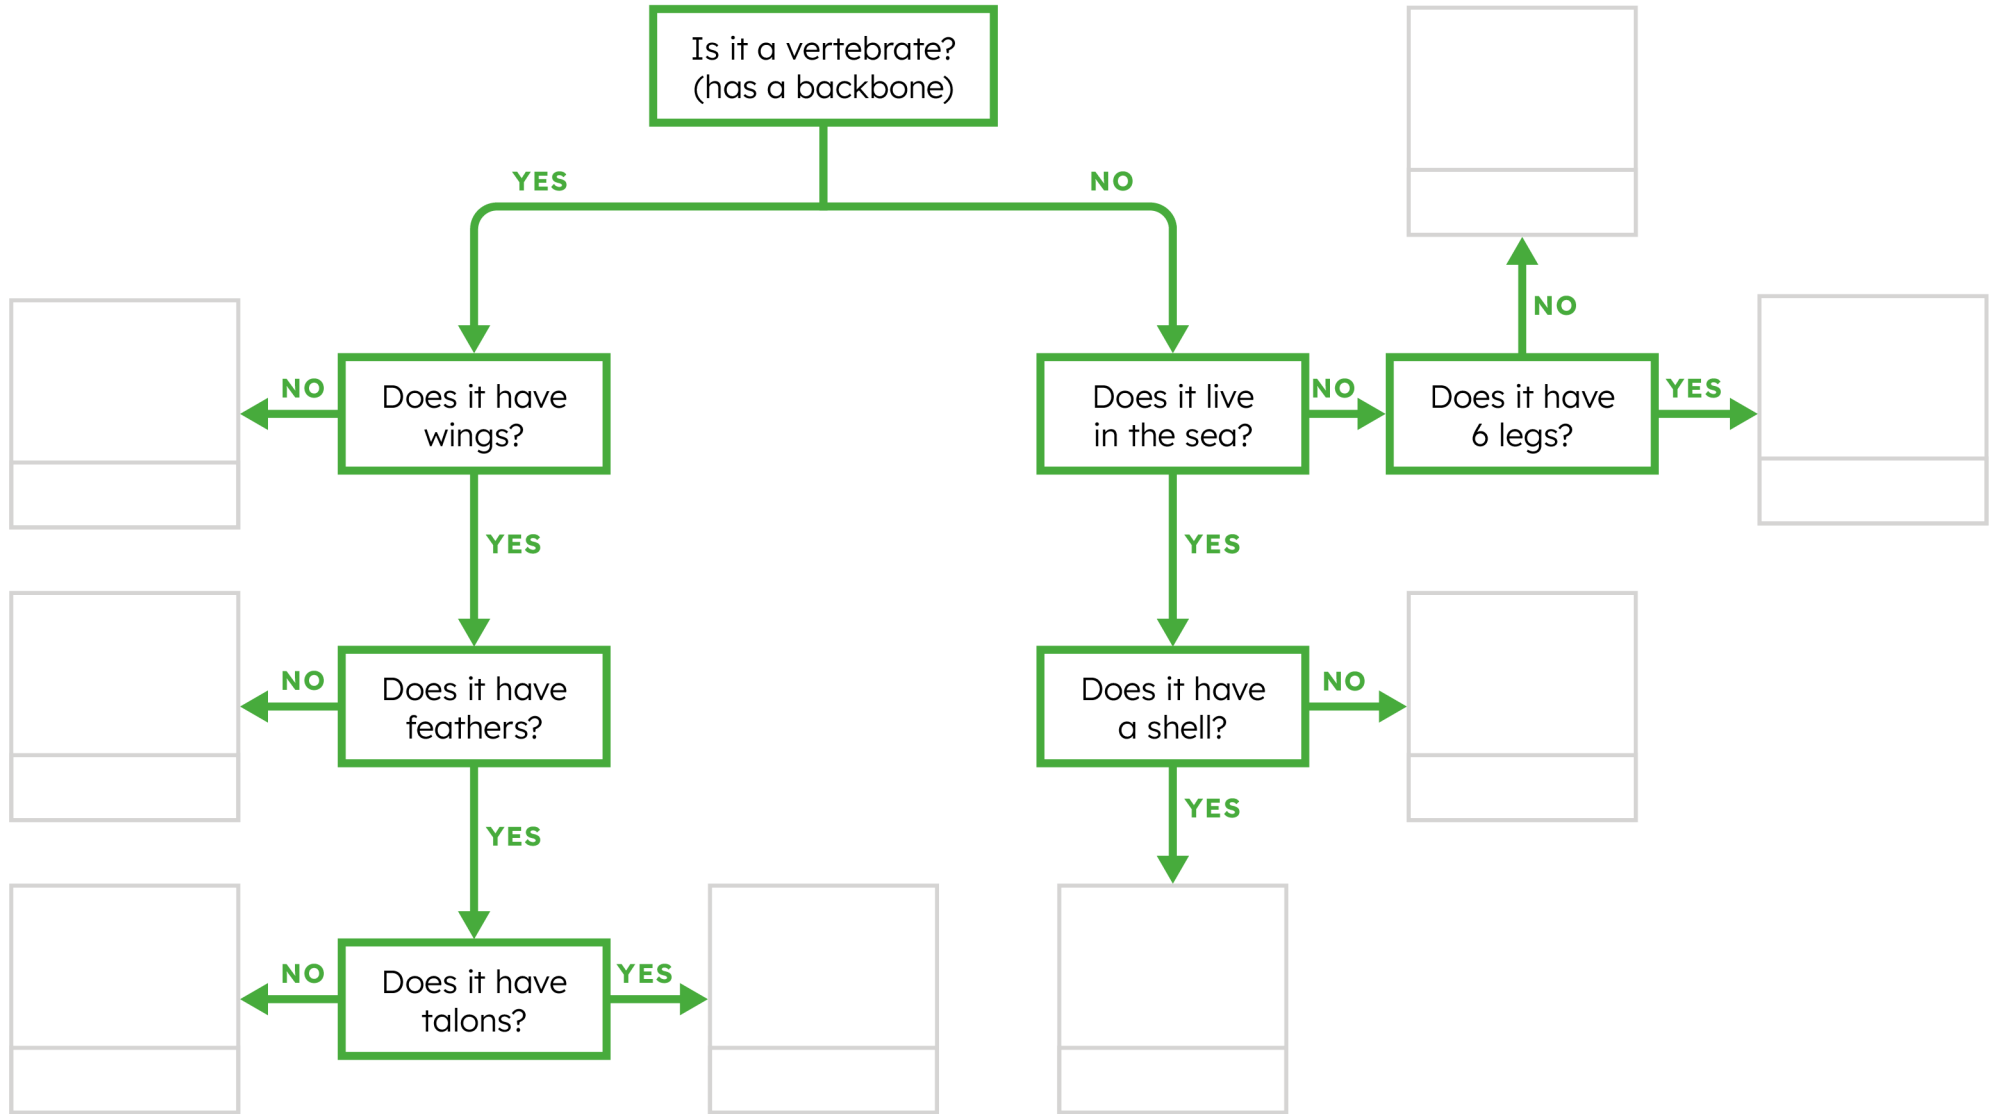 Is it a vertebrate?
(has a backbone)
YES
NO
NO
NO
Does it have
wings?
Does it live
in the sea?
NO
Does it have
6 legs?
YES
YES
YES
NO
Does it have
feathers?
Does it have
a shell?
NO
YES
YES
NO
Does it have
talons?
YES